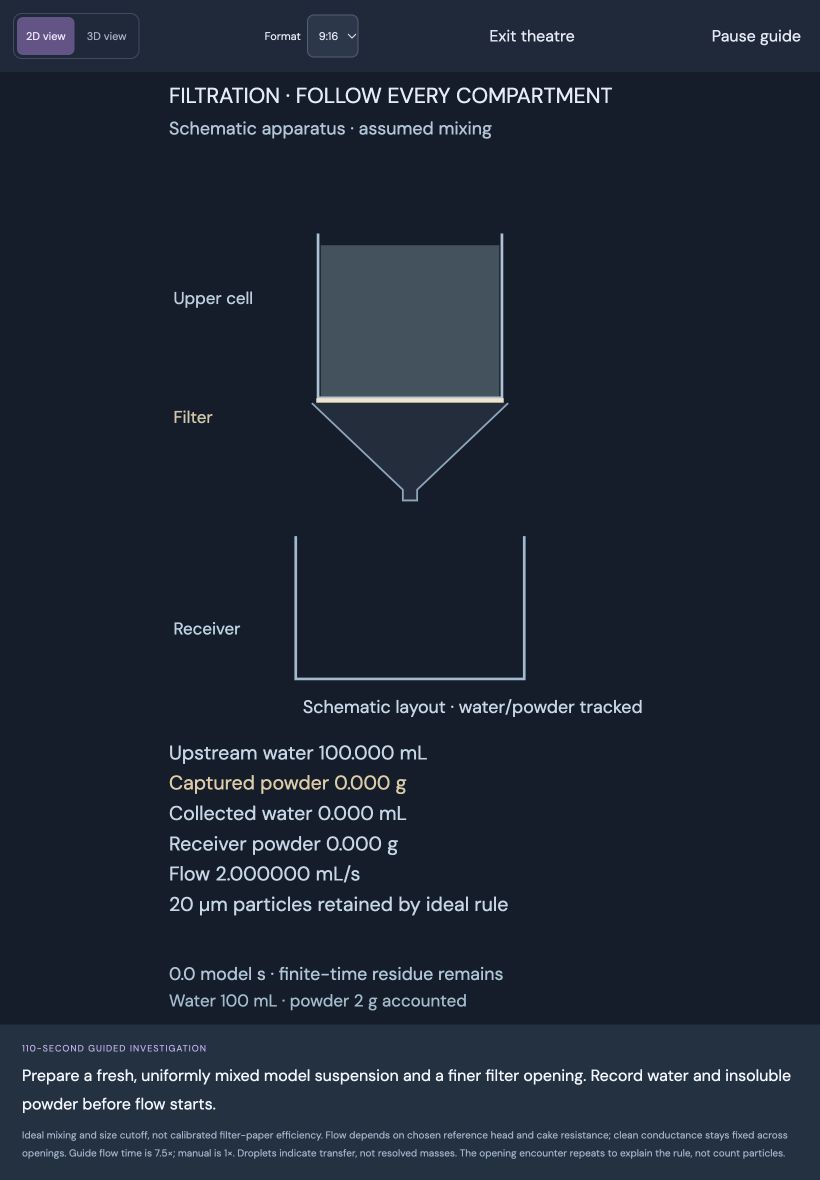 2D view
3D view
Format
9:16
Exit theatre
Pause guide
FILTRATION · FOLLOW EVERY COMPARTMENT
Schematic apparatus · assumed mixing
Upper cell
Filter
Receiver
Schematic layout · water/powder tracked
Upstream water 100.000 mL
Captured powder 0.000 g
Collected water 0.000 mL
Receiver powder 0.000 g
Flow 2.000000 mL/s
20 µm particles retained by ideal rule
0.0 model s · finite-time residue remains
Water 100 mL · powder 2 g accounted
110-SECOND GUIDED INVESTIGATION
Prepare a fresh, uniformly mixed model suspension and a finer filter opening. Record water and insoluble
powder before flow starts.
Ideal mixing and size cutoff, not calibrated filter-paper efficiency. Flow depends on chosen reference head and cake resistance; clean conductance stays fixed across
openings. Guide flow time is 7.5×; manual is 1×. Droplets indicate transfer, not resolved masses. The opening encounter repeats to explain the rule, not count particles.